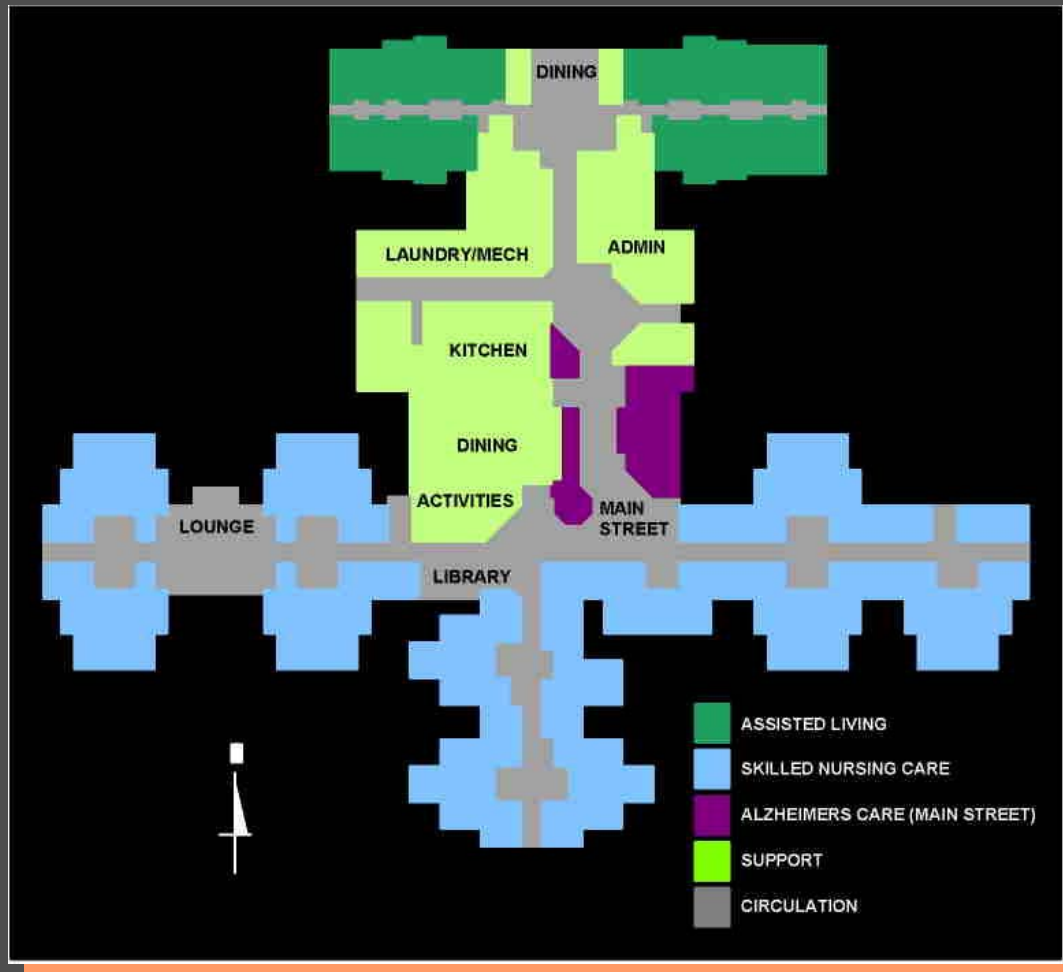 DINING
LAUNDRY/MECH
ADMIN
KITCHEN
DINING
ACTIVITIES
MAIN
STREET
LOUNGE
LIBRARY
ASSISTED LIVING
SKILLED NURSING CARE
ALZHEIMERS CARE (MAIN STREET)
SUPPORT
CIRCULATION